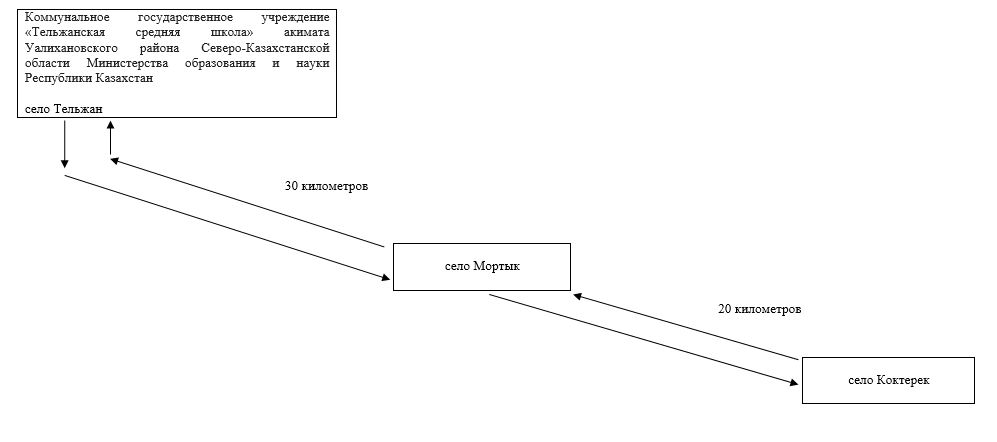 Коммунальное государственное учреждение
«Тельжанская средняя школа» акимата
Уалихановского района Северо-Казахстанской
области Министерства образования и науки
Республики Казахстан
село Тельжан
30 километров
село Мортык
20 километров
село Коктерек